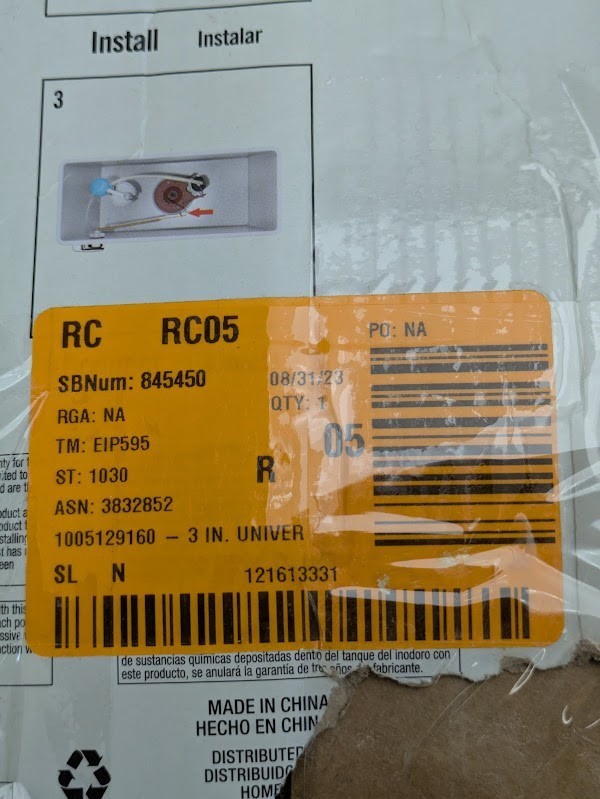 Install Instalar
3
RC RC05 PO: NA
SBNum: 845450 08/31/23
RGA: NA QTY: 1
TM: EIP595 05
ST: 1030 R
ASN: 3832852
1005129160 – 3 IN. UNIVER
SL N 121613331
de sustancias químicas depositadas dentro del tanque del inodoro con
este producto, se anulará la garantía de tres años fabricante.
MADE IN CHINA
HECHO EN CHIN
DISTRIBUTED
DISTRIBUIDO
HOME